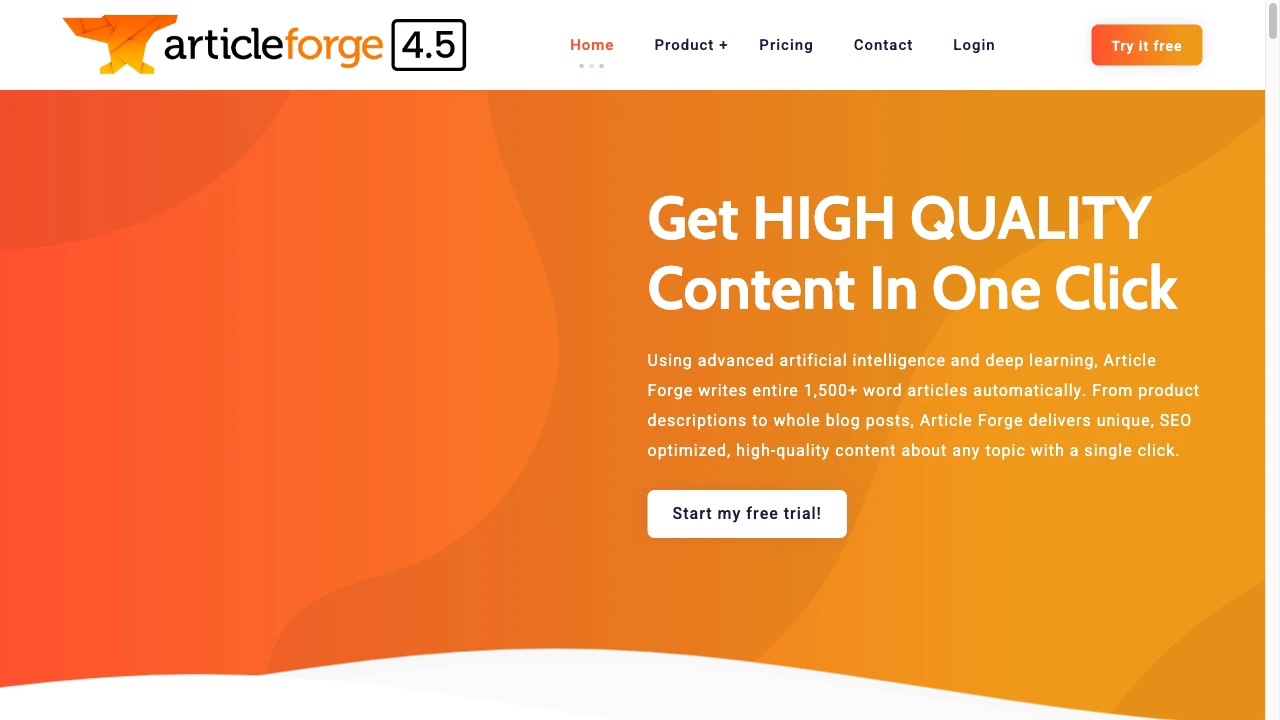 articleforge 4.5
Home
Product +
Pricing
Contact
Login
Try it free
Get HIGH QUALITY
Content In One Click
Using advanced artificial intelligence and deep learning, Article
Forge writes entire 1,500+ word articles automatically. From product
descriptions to whole blog posts, Article Forge delivers unique, SEO
optimized, high-quality content about any topic with a single click.
Start my free trial!